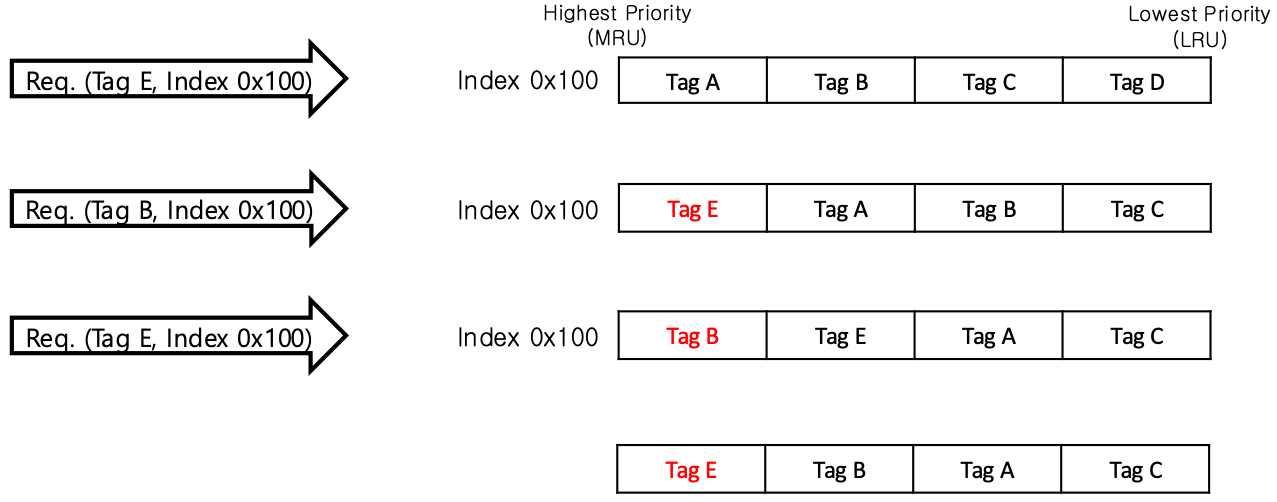 Highest Priority
(MRU)
Lowest Priority
(LRU)
Req. (Tag E, Index 0x100)
Index 0x100
Tag A
Tag B
Tag C
Tag D
Req. (Tag B, Index 0x100)
Index 0x100
Tag E
Tag A
Tag B
Tag C
Req. (Tag E, Index 0x100)
Index 0x100
Tag B
Tag E
Tag A
Tag C
Tag E
Tag B
Tag A
Tag C